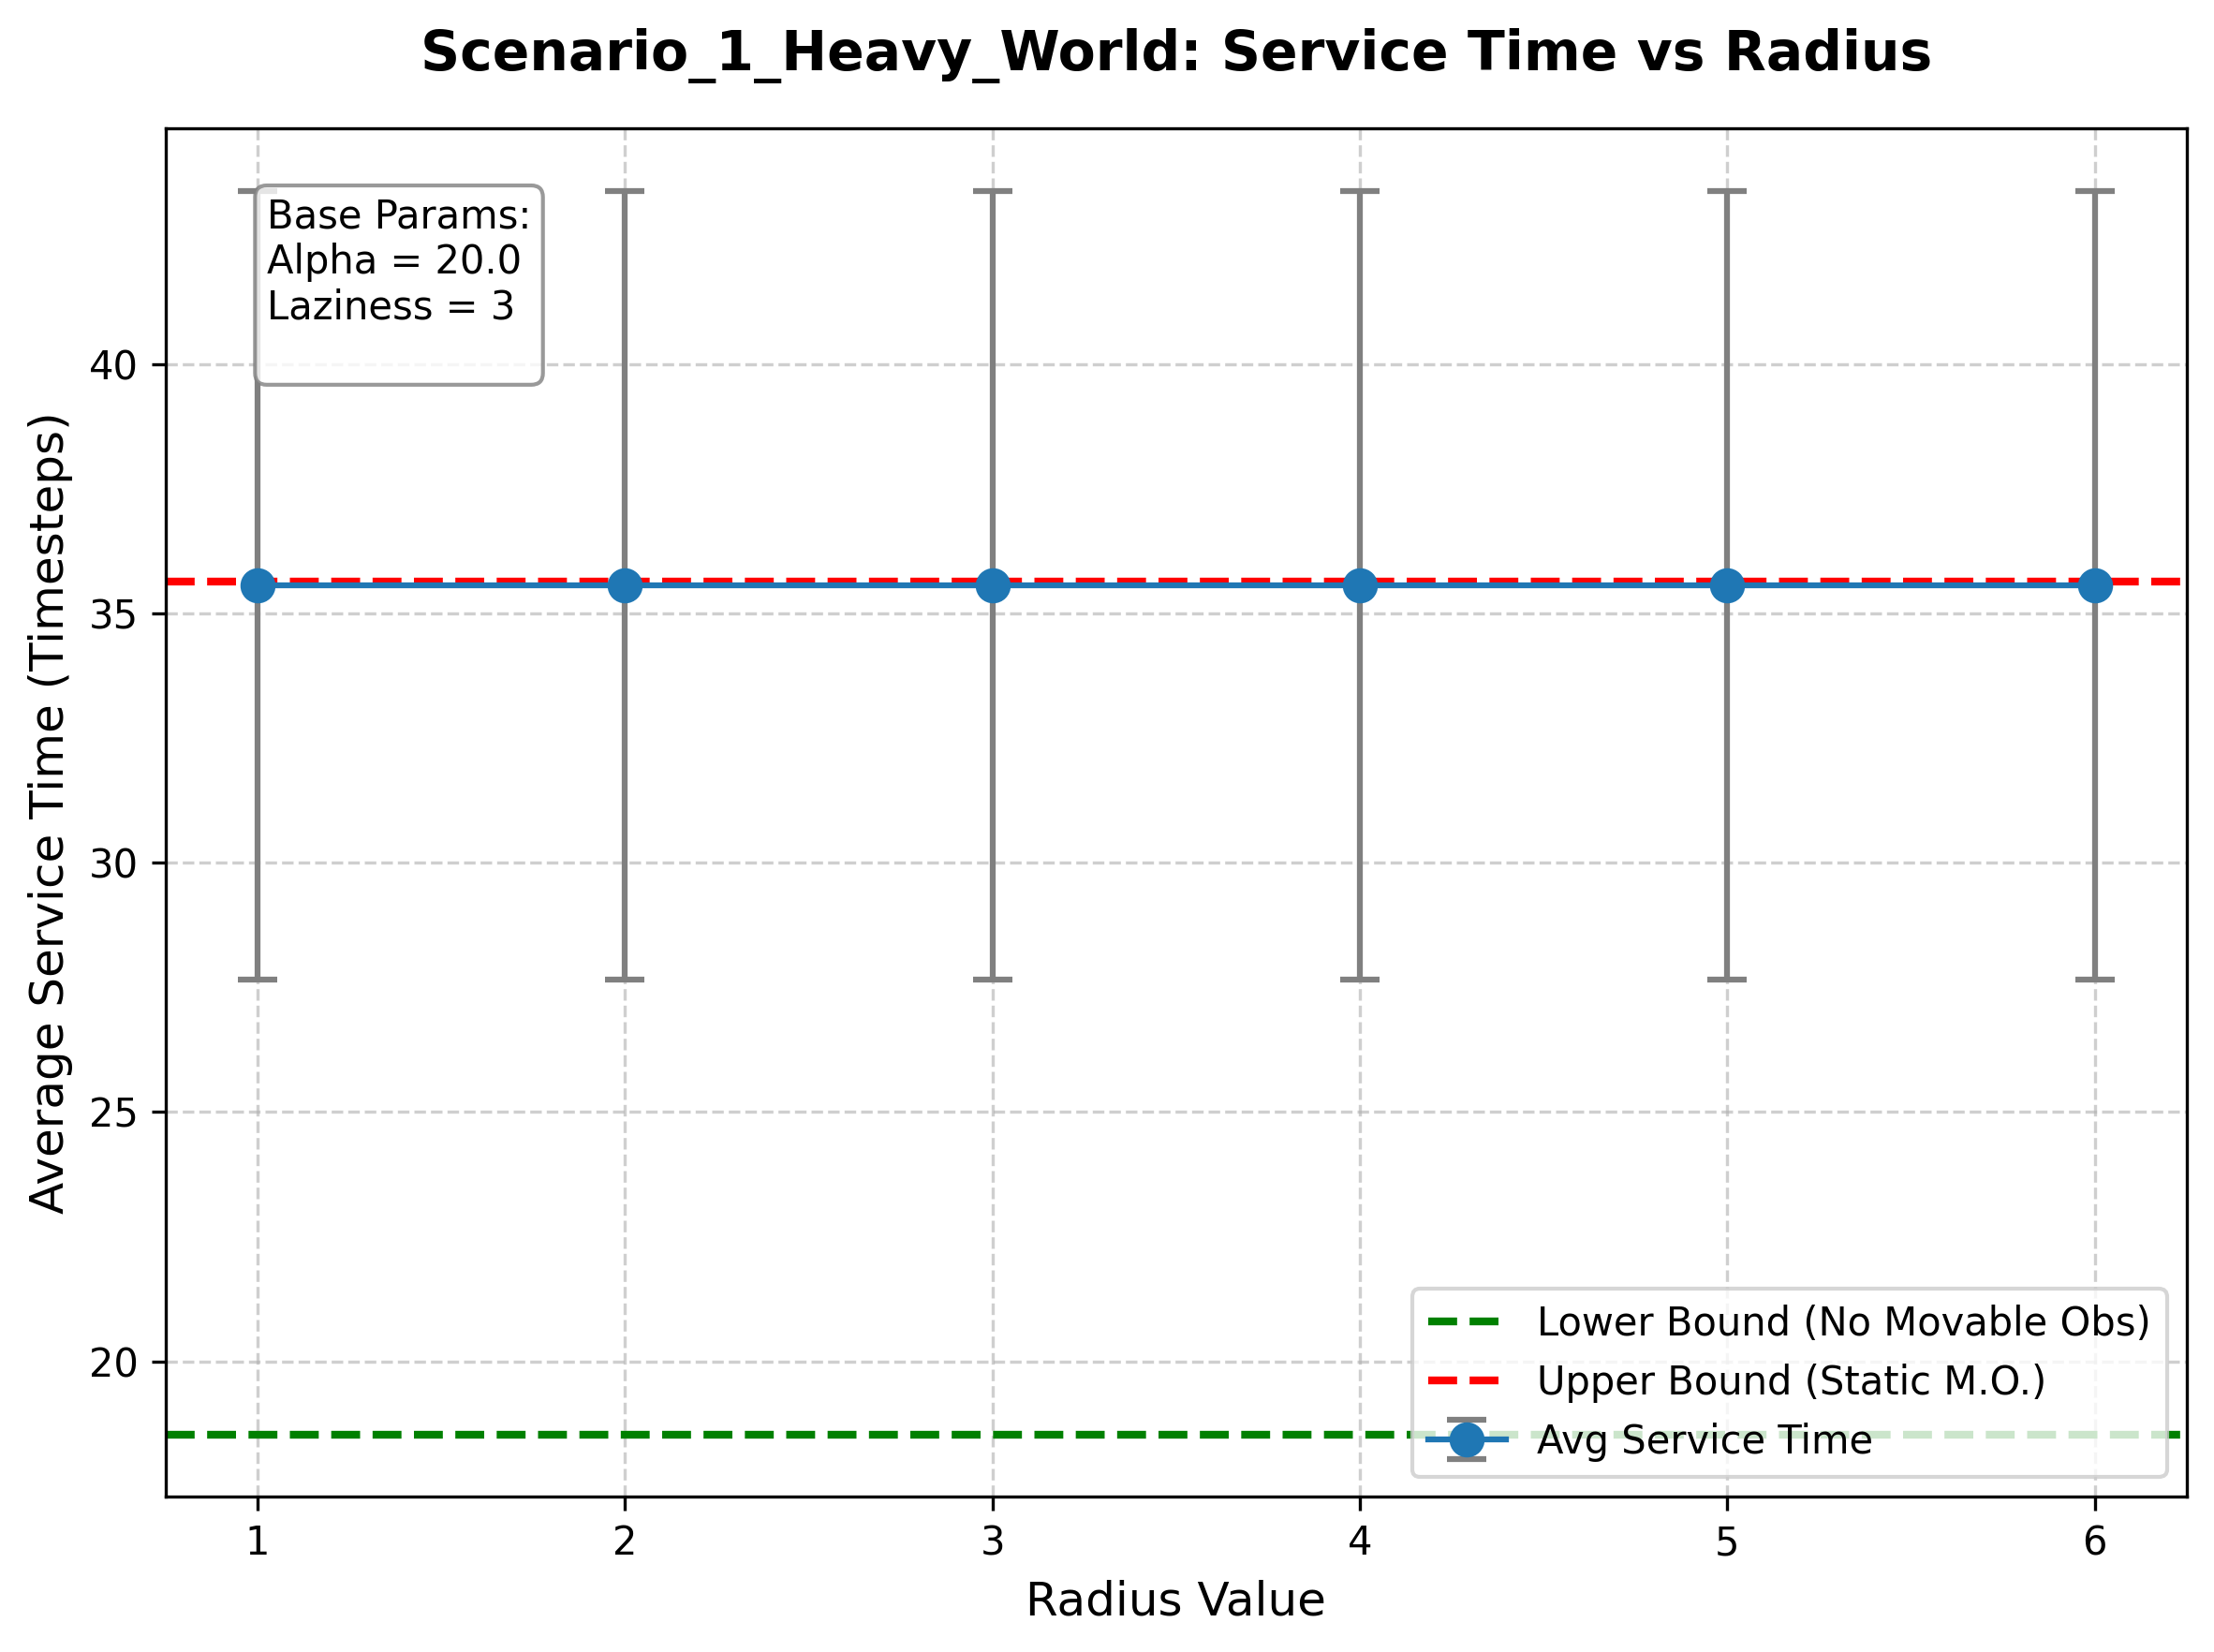 Scenario_1_Heavy_World: Service Time vs Radius
Base Params:
Alpha = 20.0
Laziness = 3
Average Service Time (Timesteps)
40
35
30
25
20
Lower Bound (No Movable Obs)
Upper Bound (Static M.O.)
Avg Service Time
1 2 3 4 5 6
Radius Value